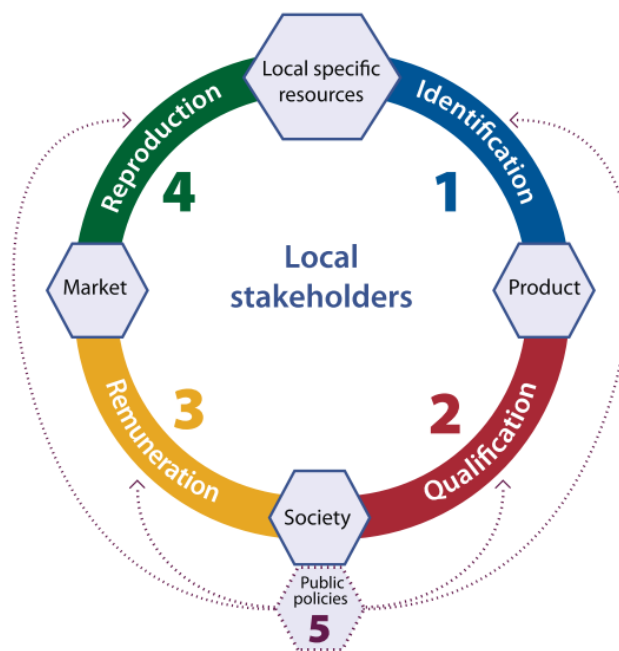 Local specific
resources
Identification
1
Product
2
Qualification
Society
3
Remuneration
Market
4
Reproduction
Local
stakeholders
Public
policies
5